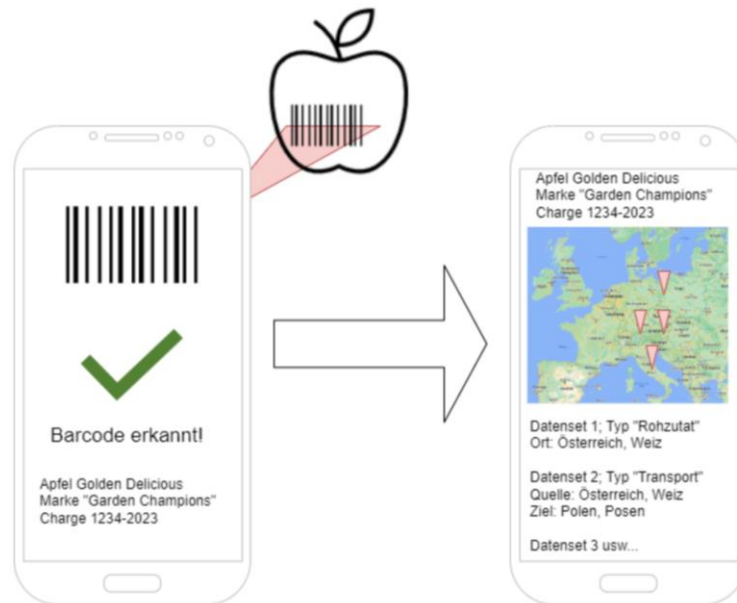 Barcode erkannt!
Apfel Golden Delicious
Marke "Garden Champions"
Charge 1234-2023
Apfel Golden Delicious
Marke "Garden Champions"
Charge 1234-2023
Datenset 1; Typ "Rohzutat"
Ort: Österreich, Weiz
Datenset 2; Typ "Transport"
Quelle: Österreich, Weiz
Ziel: Polen, Posen
Datenset 3 usw...